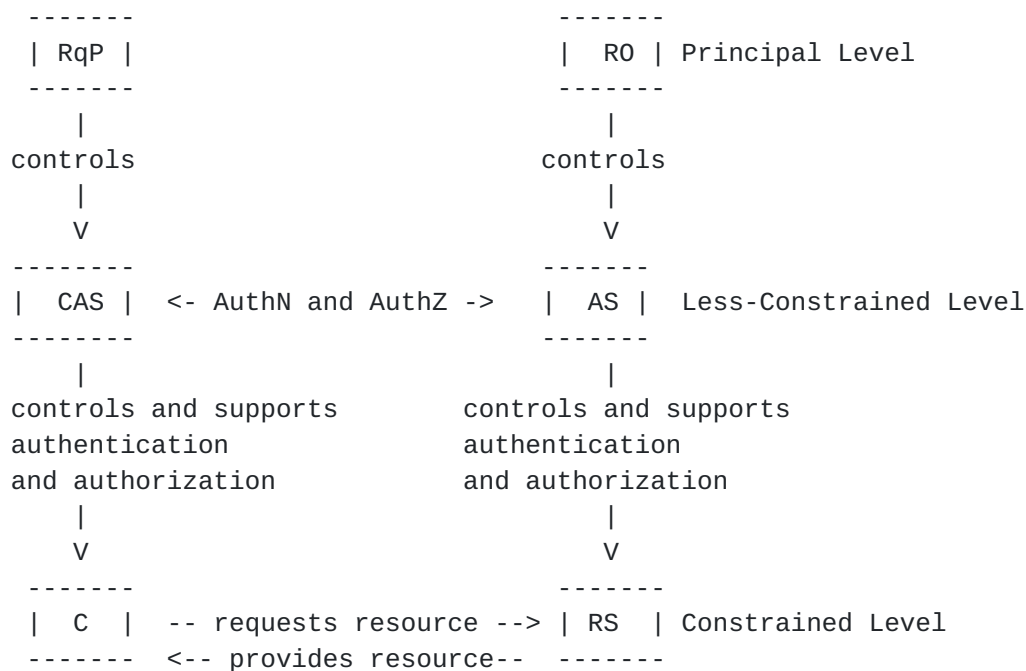 -------                           -------
 | RqP |                           |  RO | Principal Level
 -------                           -------
    |                                 |
controls                          controls
    |                                 |
    V                                 V
--------                          -------
|  CAS |  <- AuthN and AuthZ ->   |  AS |  Less-Constrained Level
--------                          -------
    |                                 |
controls and supports        controls and supports
authentication               authentication
and authorization            and authorization
    |                                 |
    V                                 V
 -------                           -------
 |  C  |  -- requests resource --> | RS  | Constrained Level
 -------  <-- provides resource--  -------